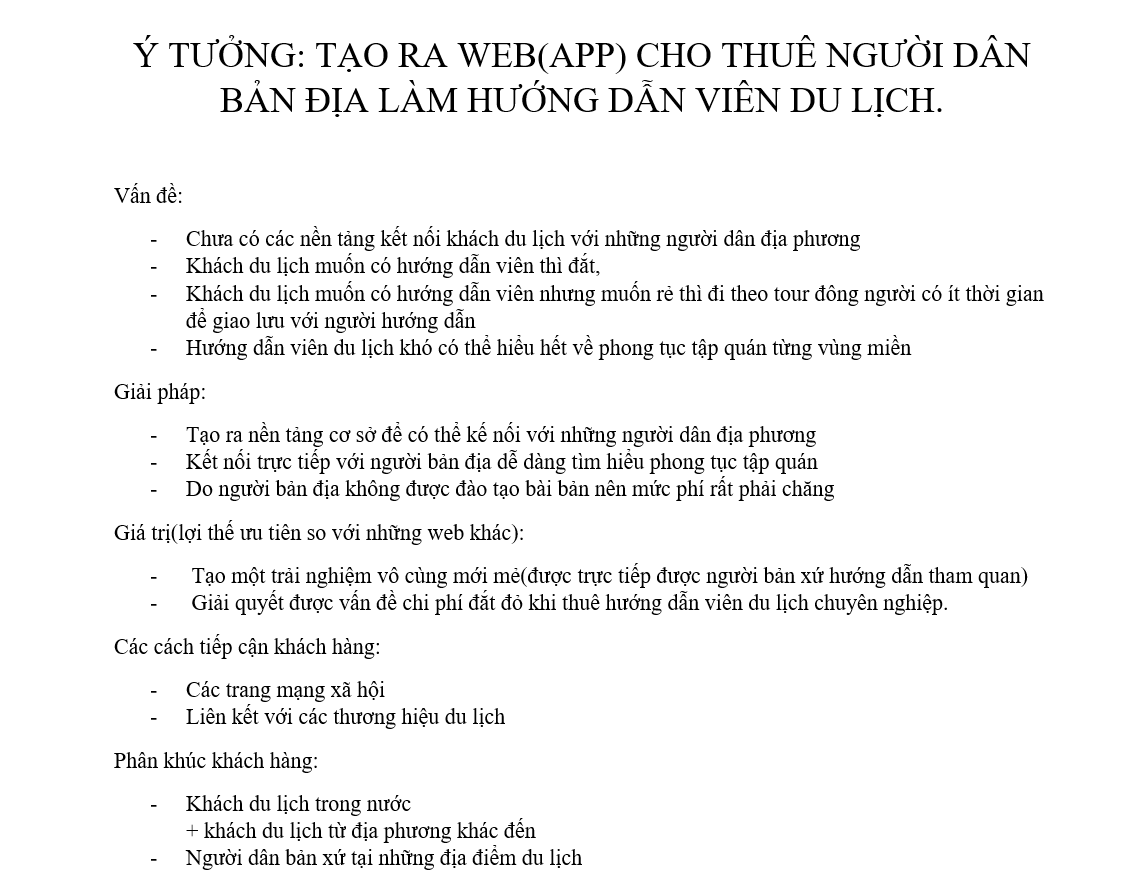 Ý TƯỞNG: TẠO RA WEB(APP) CHO THUÊ NGƯỜI DÂN
BẢN ĐỊA LÀM HƯỚNG DẪN VIÊN DU LỊCH.
Vấn đề:
- Chưa có các nền tảng kết nối khách du lịch với những người dân địa phương
- Khách du lịch muốn có hướng dẫn viên thì đắt,
- Khách du lịch muốn có hướng dẫn viên nhưng muốn rẻ thì đi theo tour đông người có ít thời gian
để giao lưu với người hướng dẫn
- Hướng dẫn viên du lịch khó có thể hiểu hết về phong tục tập quán từng vùng miền
Giải pháp:
- Tạo ra nền tảng cơ sở để có thể kế nối với những người dân địa phương
- Kết nối trực tiếp với người bản địa dễ dàng tìm hiểu phong tục tập quán
- Do người bản địa không được đào tạo bài bản nên mức phí rất phải chăng
Giá trị(lợi thế ưu tiên so với những web khác):
- Tạo một trải nghiệm vô cùng mới mẻ(được trực tiếp được người bản xứ hướng dẫn tham quan)
- Giải quyết được vấn đề chi phí đắt đỏ khi thuê hướng dẫn viên du lịch chuyên nghiệp.
Các cách tiếp cận khách hàng:
- Các trang mạng xã hội
- Liên kết với các thương hiệu du lịch
Phân khúc khách hàng:
- Khách du lịch trong nước
+ khách du lịch từ địa phương khác đến
- Người dân bản xứ tại những địa điểm du lịch